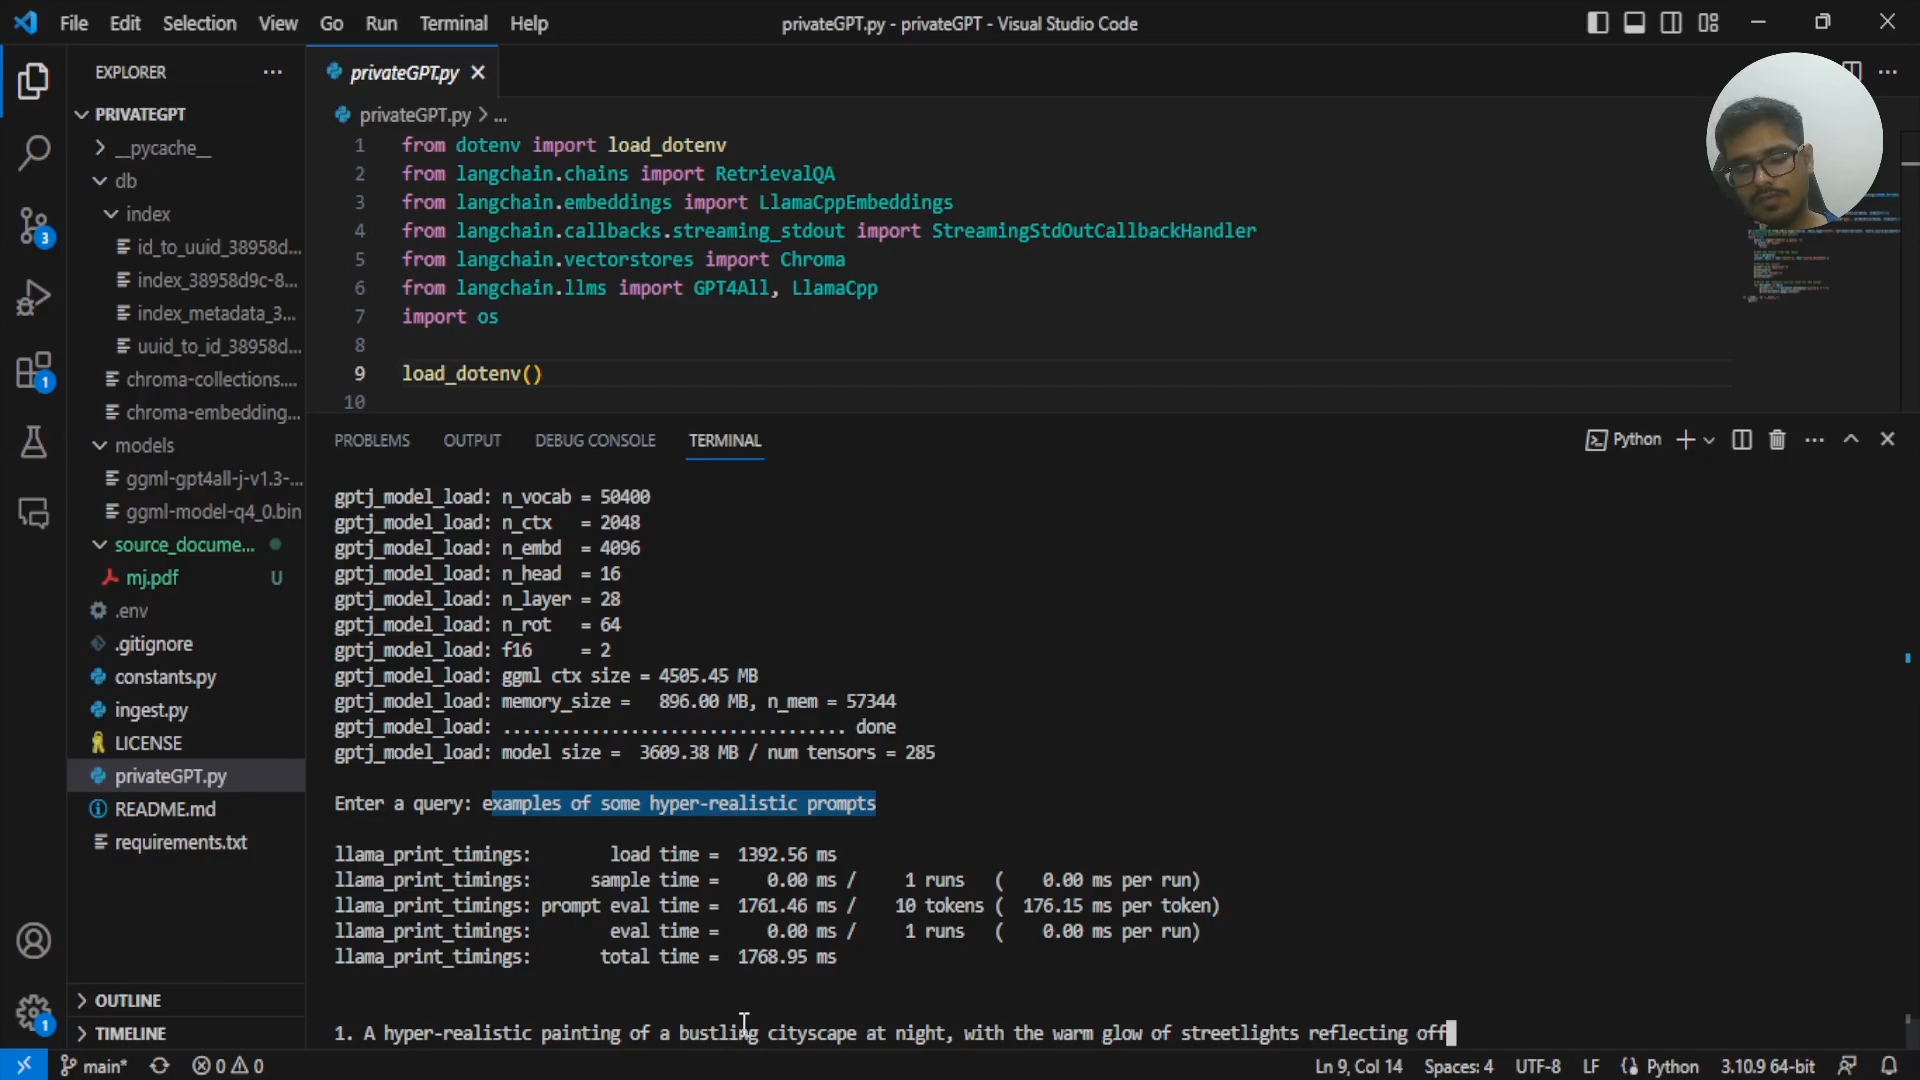 File Edit Selection View Go Run Terminal Help
privateGPT.py - privateGPT - Visual Studio Code
EXPLORER
PRIVATEGPT
__pycache__
db
index
id_to_uuid_38958d...
index_38958d9c-8...
index_metadata_3...
uuid_to_id_38958d...
chroma-collections....
chroma-embedding...
models
ggml-gpt4all-j-v1.3-...
ggml-model-q4_0.bin
source_docume...
mj.pdf U
.env
.gitignore
constants.py
ingest.py
LICENSE
privateGPT.py
README.md
requirements.txt
OUTLINE
TIMELINE
3
1
1
privateGPT.py
privateGPT.py > ...
1 from dotenv import load_dotenv
2 from langchain.chains import RetrievalQA
3 from langchain.embeddings import LlamaCppEmbeddings
4 from langchain.callbacks.streaming_stdout import StreamingStdOutCallbackHandler
5 from langchain.vectorstores import Chroma
6 from langchain.llms import GPT4All, LlamaCpp
7 import os
8
9 load_dotenv()
10
PROBLEMS OUTPUT DEBUG CONSOLE TERMINAL
Python
gptj_model_load: n_vocab = 50400
gptj_model_load: n_ctx   = 2048
gptj_model_load: n_embd  = 4096
gptj_model_load: n_head  = 16
gptj_model_load: n_layer = 28
gptj_model_load: n_rot   = 64
gptj_model_load: f16     = 2
gptj_model_load: ggml ctx size = 4505.45 MB
gptj_model_load: memory_size =   896.00 MB, n_mem = 57344
gptj_model_load: ................................... done
gptj_model_load: model size =  3609.38 MB / num tensors = 285
Enter a query: examples of some hyper-realistic prompts
llama_print_timings:        load time =  1392.56 ms
llama_print_timings:      sample time =     0.00 ms /     1 runs   (    0.00 ms per run)
llama_print_timings: prompt eval time =  1761.46 ms /    10 tokens (  176.15 ms per token)
llama_print_timings:        eval time =     0.00 ms /     1 runs   (    0.00 ms per run)
llama_print_timings:       total time =  1768.95 ms
1. A hyper-realistic painting of a bustling cityscape at night, with the warm glow of streetlights reflecting off
main* 0 0 Ln 9, Col 14 Spaces: 4 UTF-8 LF Python 3.10.9 64-bit